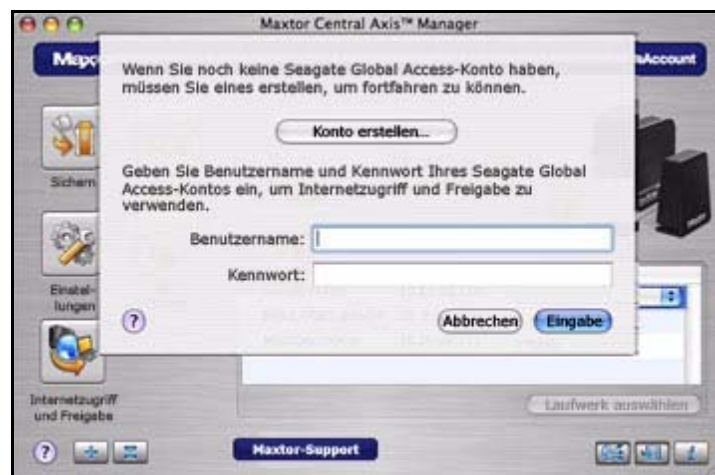 Maxtor Central Axis™ Manager
Wenn Sie noch keine Seagate Global Access-Konto haben,
müssen Sie eines erstellen, um fortfahren zu können.
Konto erstellen...
Geben Sie Benutzername und Kennwort Ihres Seagate Global
Access-Kontos ein, um Internetzugriff und Freigabe zu
verwenden.
Benutzername:
Kennwort:
Abbrechen
Eingabe
Sichern
Einstel-
lungen
Internetzugriff
und Freigabe
Laufwerk auswählen
Maxtor-Support